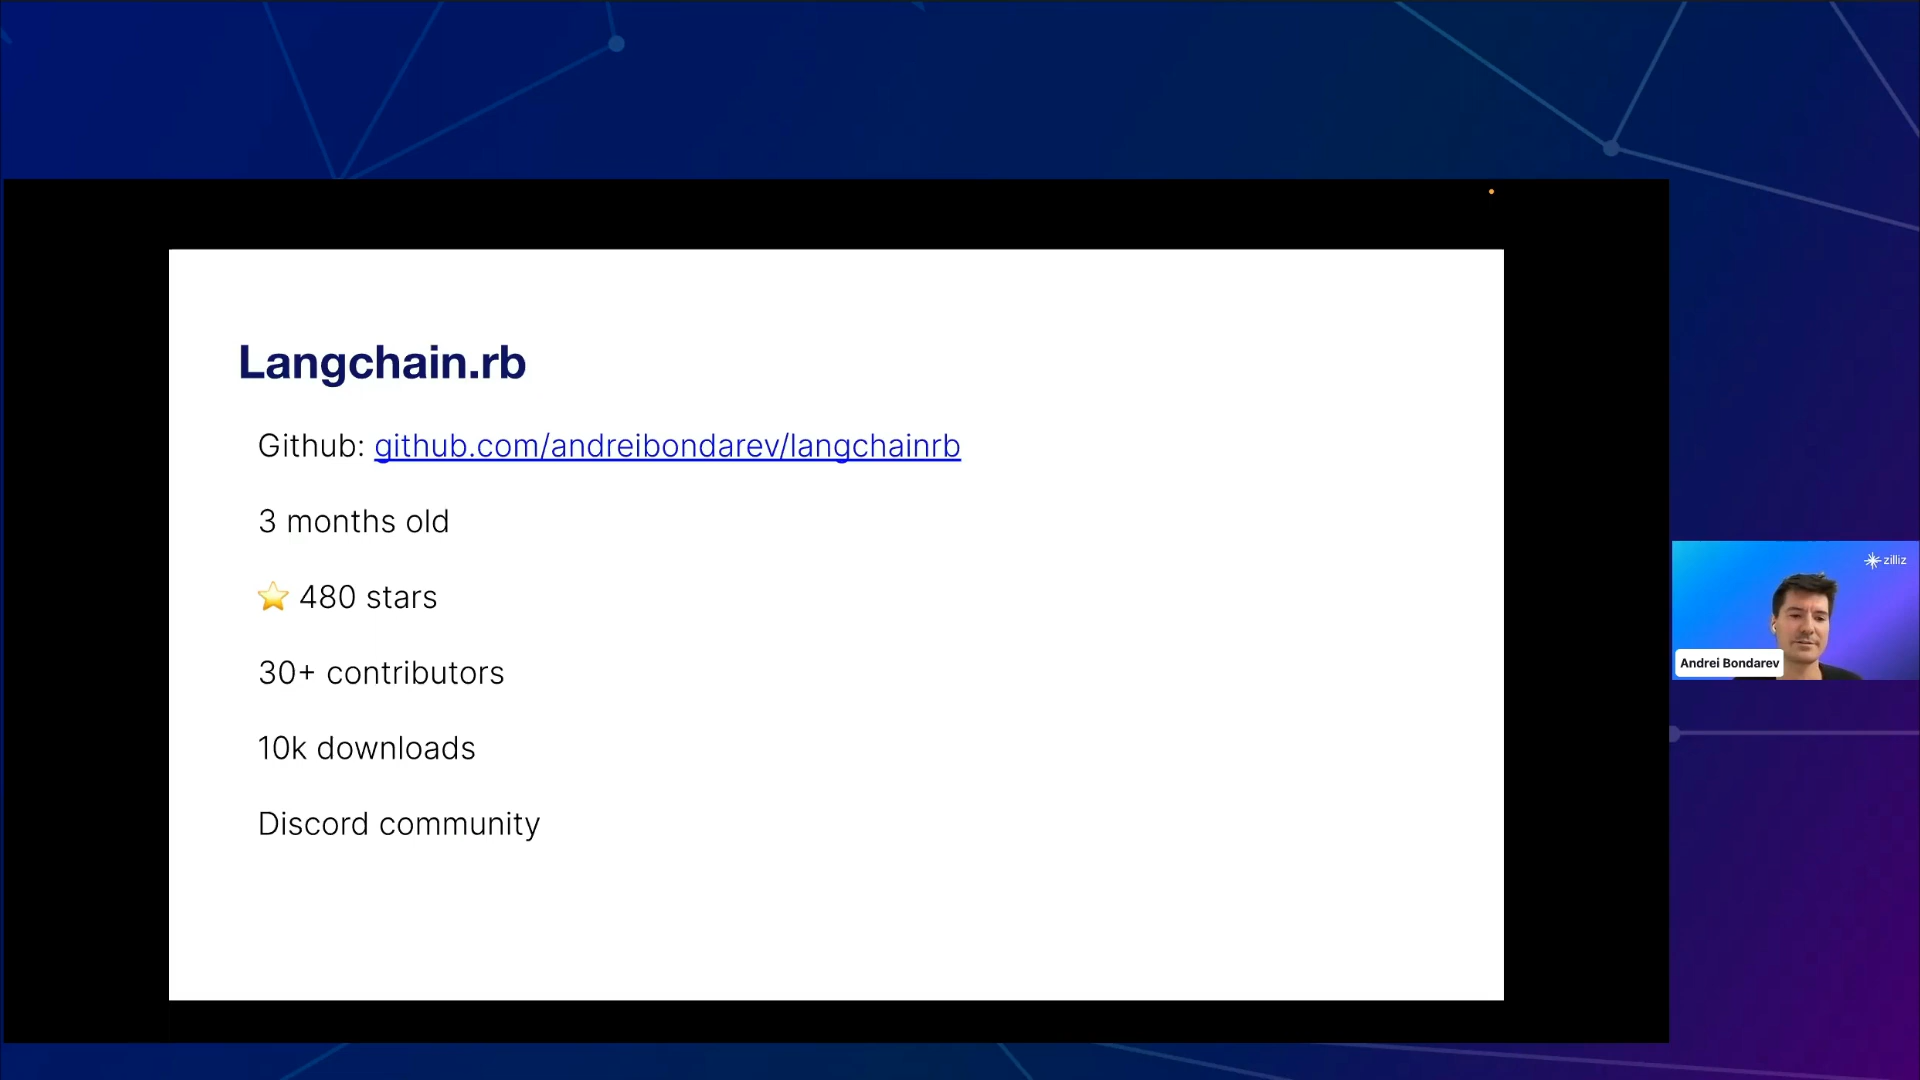 Langchain.rb
Github: github.com/andreibondarev/langchainrb
3 months old
⭐ 480 stars
30+ contributors
10k downloads
Discord community
zilliz
Andrei Bondarev